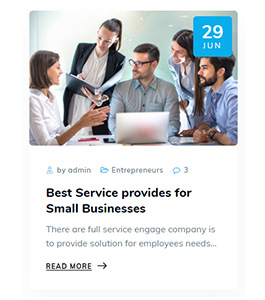 29
JUN
by admin Entrepreneurs 3
Best Service provides for
Small Businesses
There are full service engage company is
to provide solution for employees needs...
READ MORE